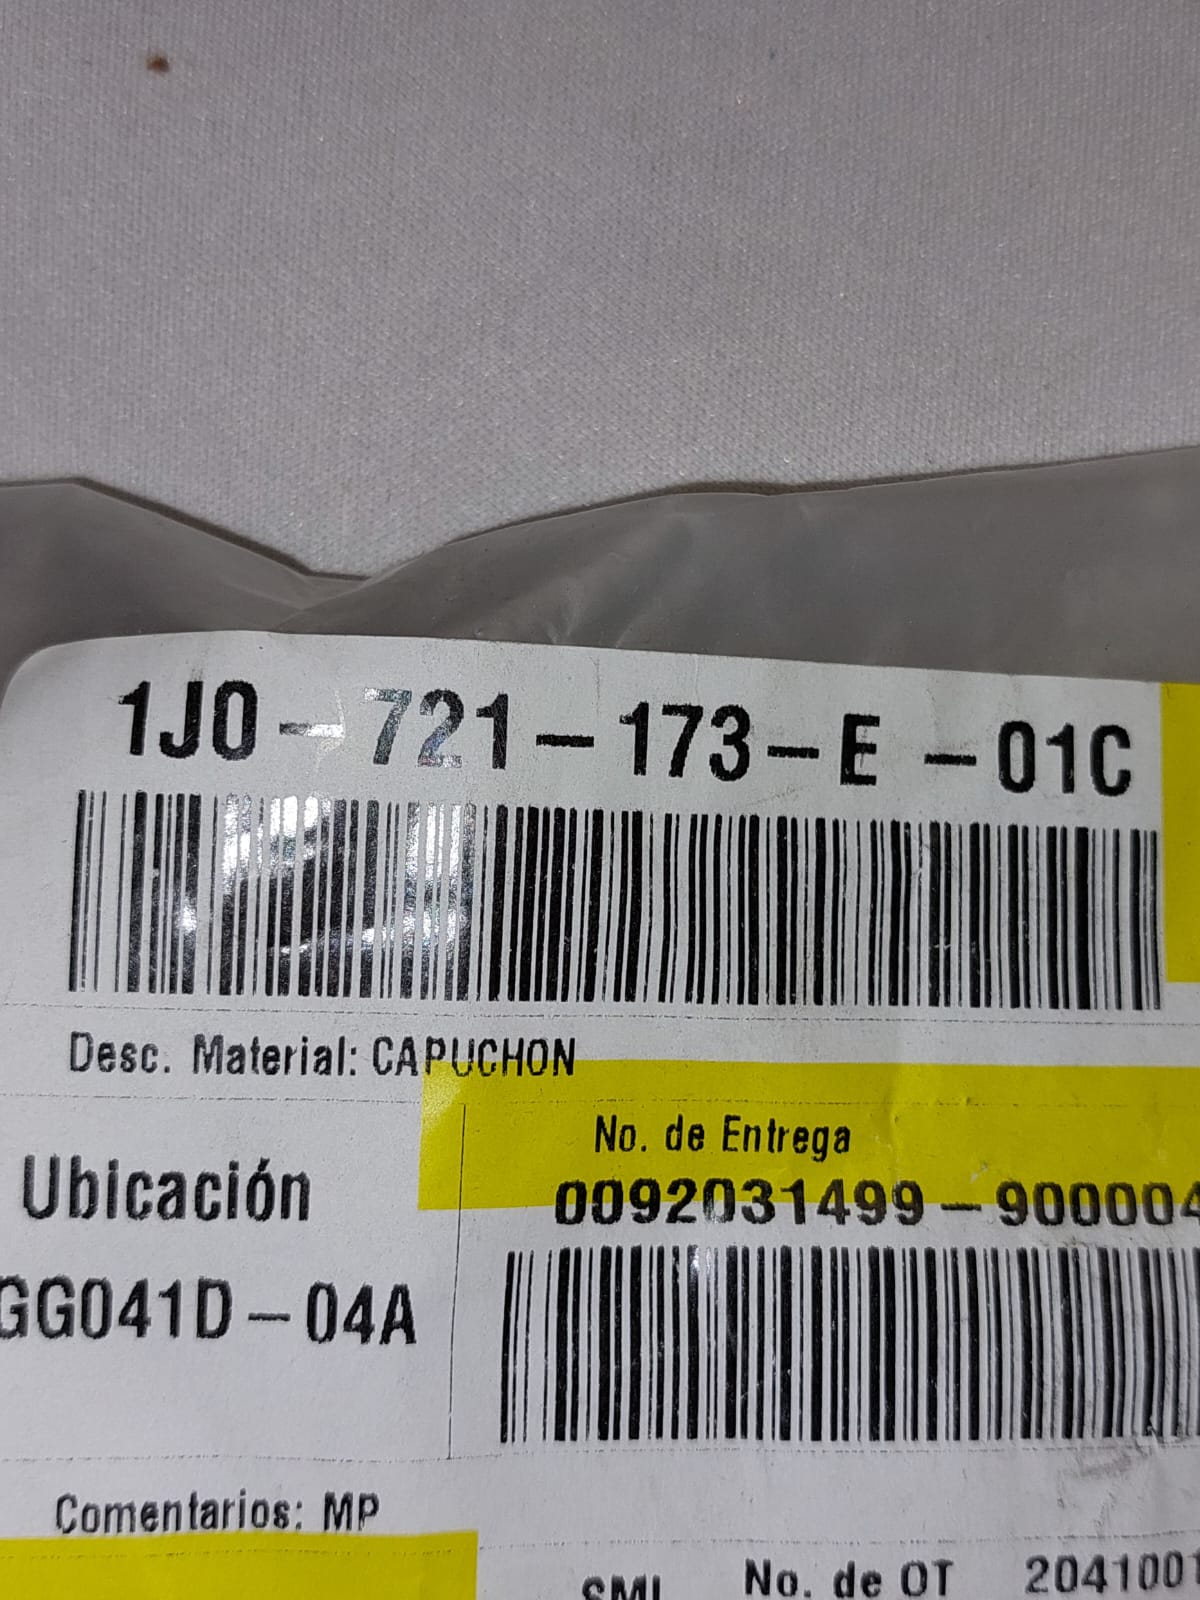 1J0-721-173-E-01C
Desc. Material: CAPUCHON
No. de Entrega
Ubicación
0092031499-900004
GG041D-04A
Comentarios: MP
No. de OT 2041001